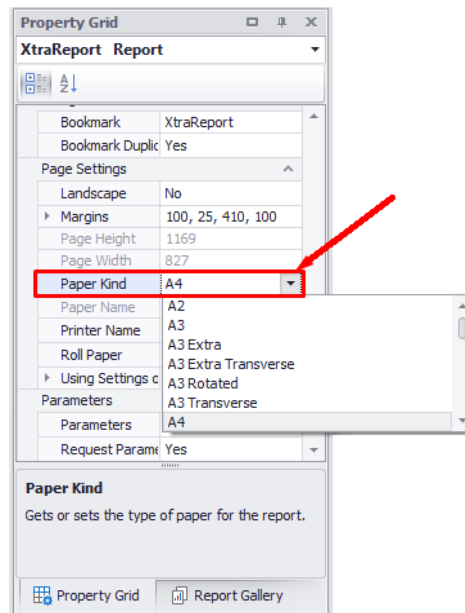 Property Grid
XtraReport Report
Bookmark XtraReport
Bookmark Duplic Yes
Page Settings
Landscape No
Margins 100, 25, 410, 100
Page Height 1169
Page Width 827
Paper Kind A4
Paper Name
Printer Name
Roll Paper
Using Settings o
Parameters
Parameters
Request Parame Yes
A2
A3
A3 Extra
A3 Extra Transverse
A3 Rotated
A3 Transverse
A4
Paper Kind
Gets or sets the type of paper for the report.
Property Grid Report Gallery